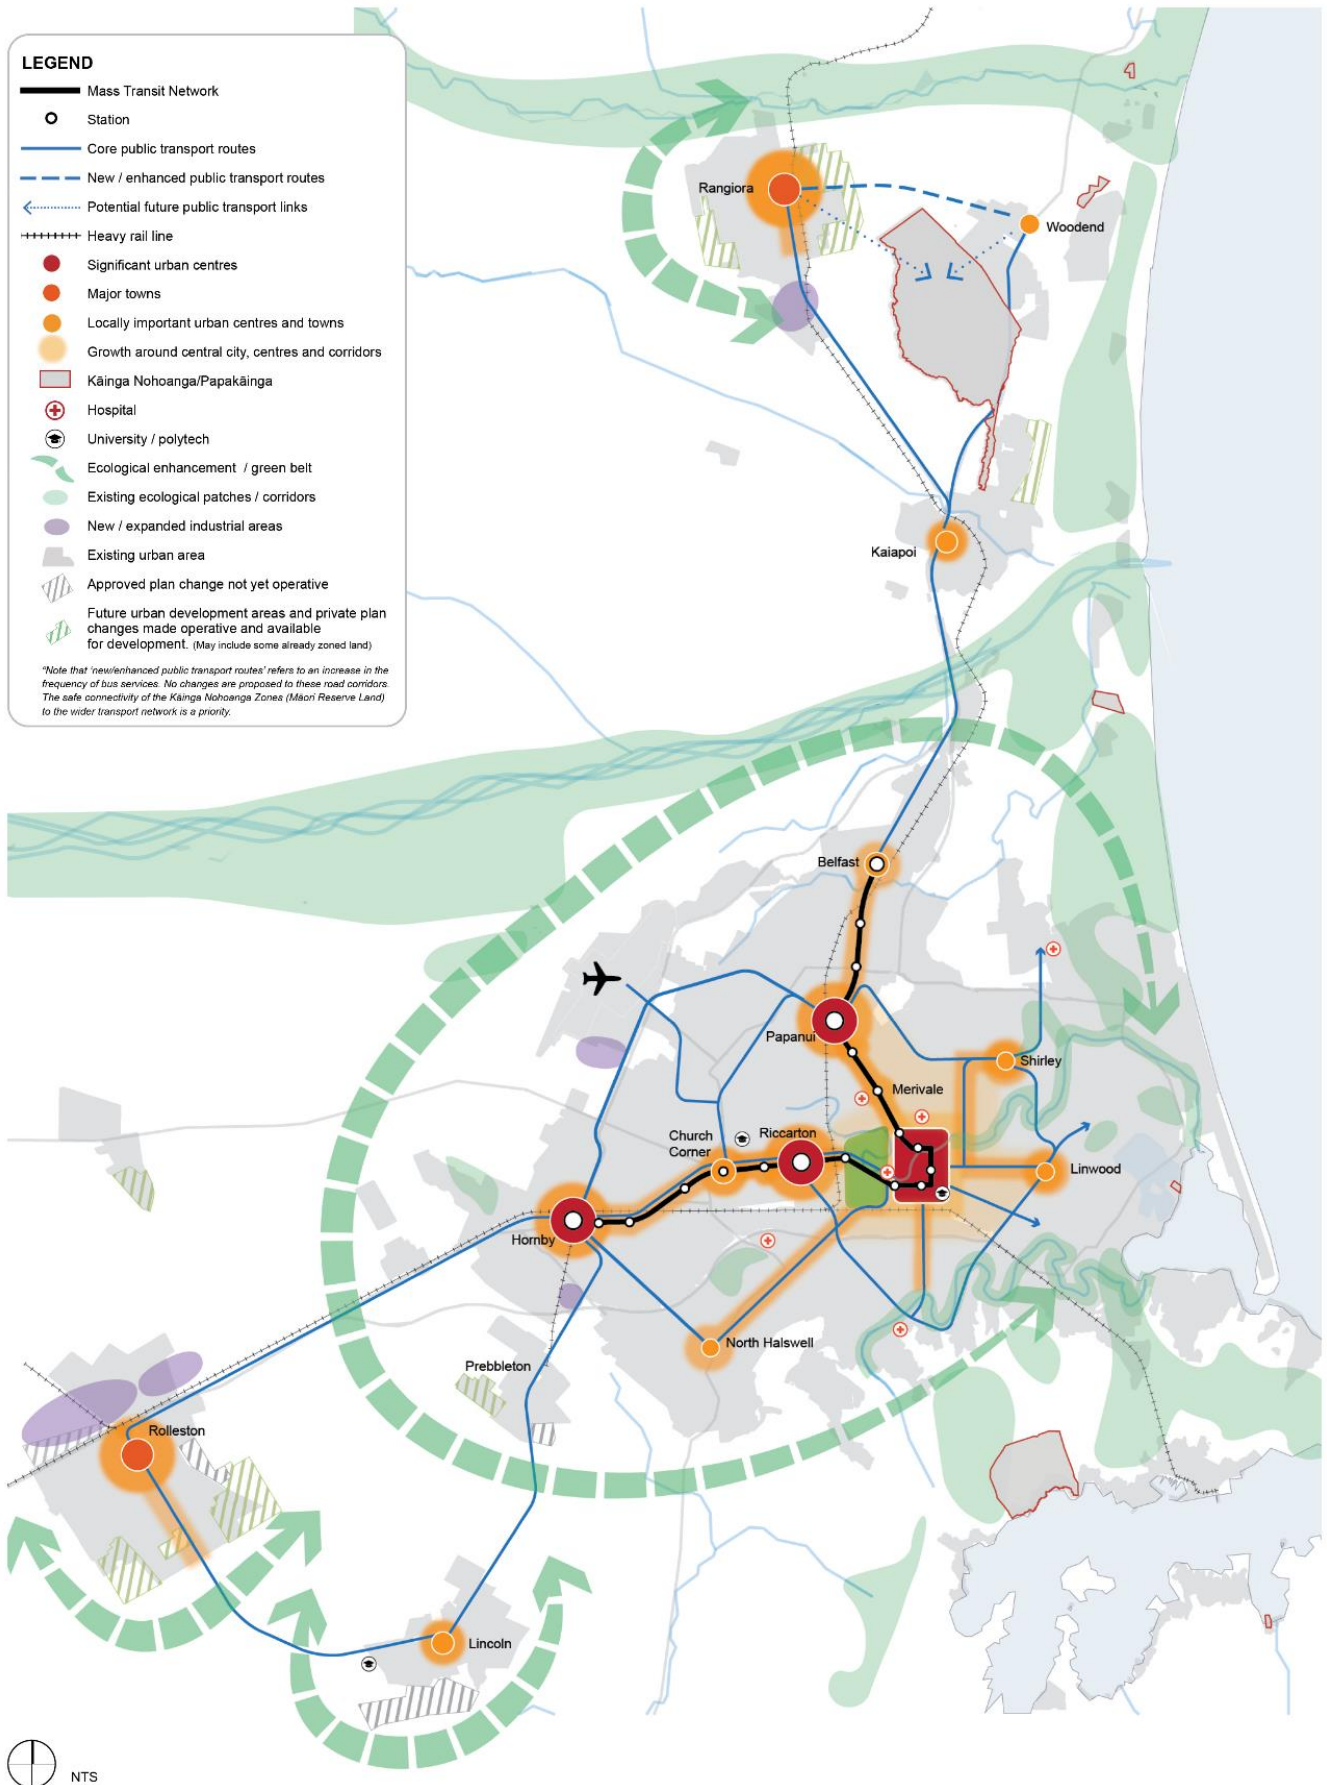 LEGEND
Mass Transit Network
Station
Core public transport routes
New / enhanced public transport routes
Potential future public transport links
Heavy rail line
Significant urban centres
Major towns
Locally important urban centres and towns
Growth around central city, centres and corridors
Kāinga Nohoanga/Papakāinga
Hospital
University / polytech
Ecological enhancement / green belt
Existing ecological patches / corridors
New / expanded industrial areas
Existing urban area
Approved plan change not yet operative
Future urban development areas and private plan
changes made operative and available
for development. (May include some already zoned land)
"Note that 'new/enhanced public transport routes' refers to an increase in the
frequency of bus services. No changes are proposed to these road corridors.
The safe connectivity of the Kāinga Nohoanga Zones (Māori Reserve Land)
to the wider transport network is a priority.
Rangiora
Woodend
Kaiapoi
Belfast
Papanui
Shirley
Merivale
Church
Corner
Riccarton
Linwood
Hornby
North Halswell
Prebbleton
Rolleston
Lincoln
NTS